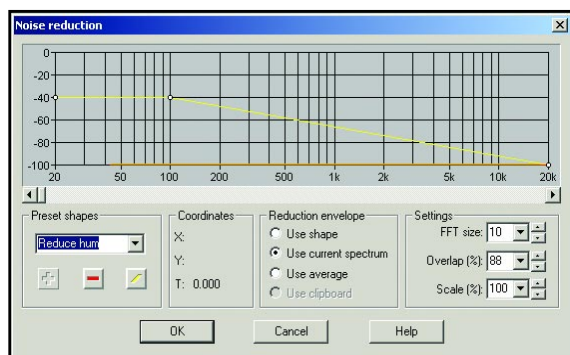 Noise reduction
0
-20
-40
-60
-80
-100
20 50 100 200 500 1k 2k 5k 10k 20k
Preset shapes
Reduce hum
Coordinates
X:
Y:
T: 0.000
Reduction envelope
Use shape
Use current spectrum
Use average
Use clipboard
Settings
FFT size: 10
Overlap (%): 88
Scale (%): 100
OK Cancel Help